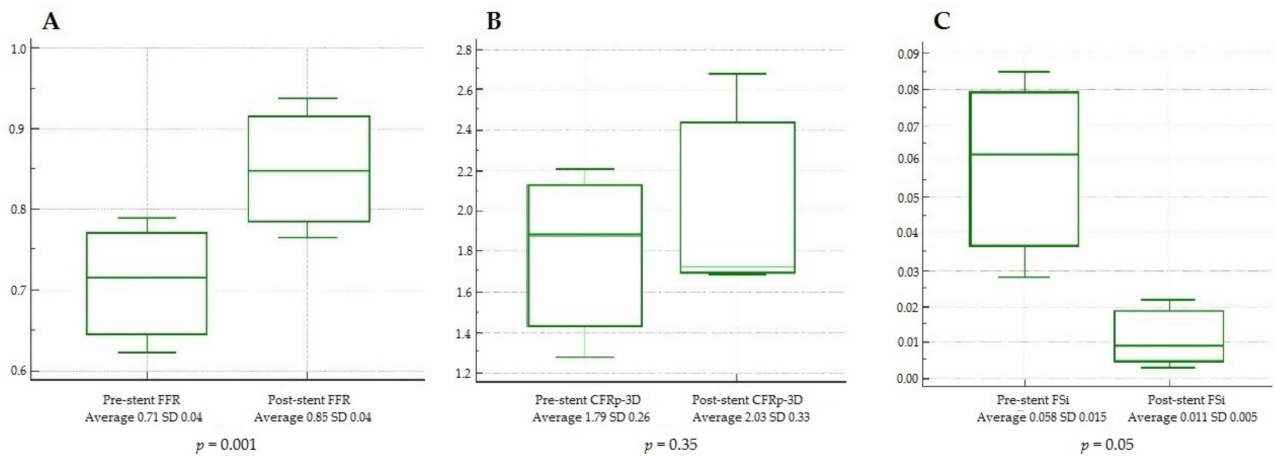 A
1.0
0.9
0.8
0.7
0.6
Pre-stent FFR
Average 0.71 SD 0.04
Post-stent FFR
Average 0.85 SD 0.04
p = 0.001
B
2.8
2.6
2.4
2.2
2.0
1.8
1.6
1.4
1.2
Pre-stent CFRp-3D
Average 1.79 SD 0.26
Post-stent CFRp-3D
Average 2.03 SD 0.33
p = 0.35
C
0.09
0.08
0.07
0.06
0.05
0.04
0.03
0.02
0.01
0.00
Pre-stent FSi
Average 0.058 SD 0.015
Post-stent FSi
Average 0.011 SD 0.005
p = 0.05